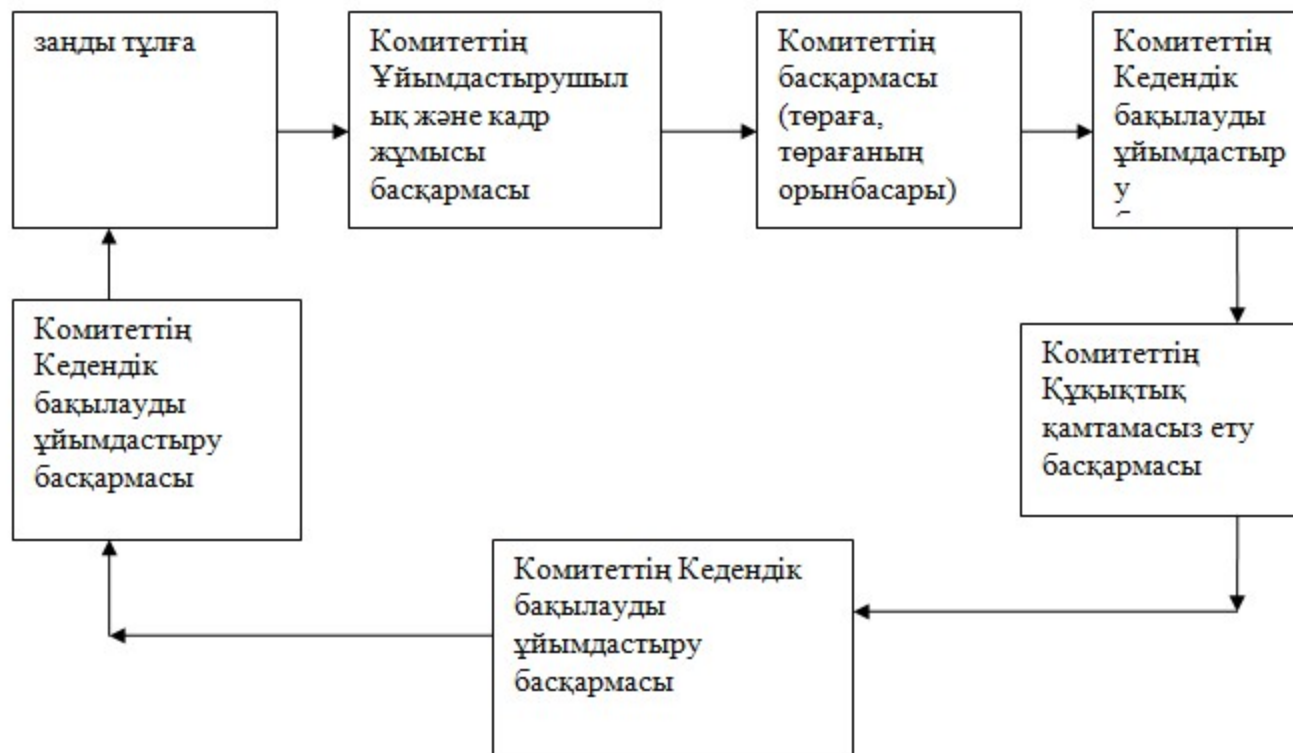 заңды тұлға
Комитеттің
Ұйымдастырушыл
ық және кадр
жұмысы
басқармасы
Комитеттің
басқармасы
(төраға,
төрағаның
орынбасары)
Комитеттің
Кедендік
бақылауды
ұйымдастыр
у
Комитеттің
Құқықтық
қамтамасыз ету
басқармасы
Комитеттің Кедендік
бақылауды
ұйымдастыру
басқармасы
Комитеттің
Кедендік
бақылауды
ұйымдастыру
басқармасы